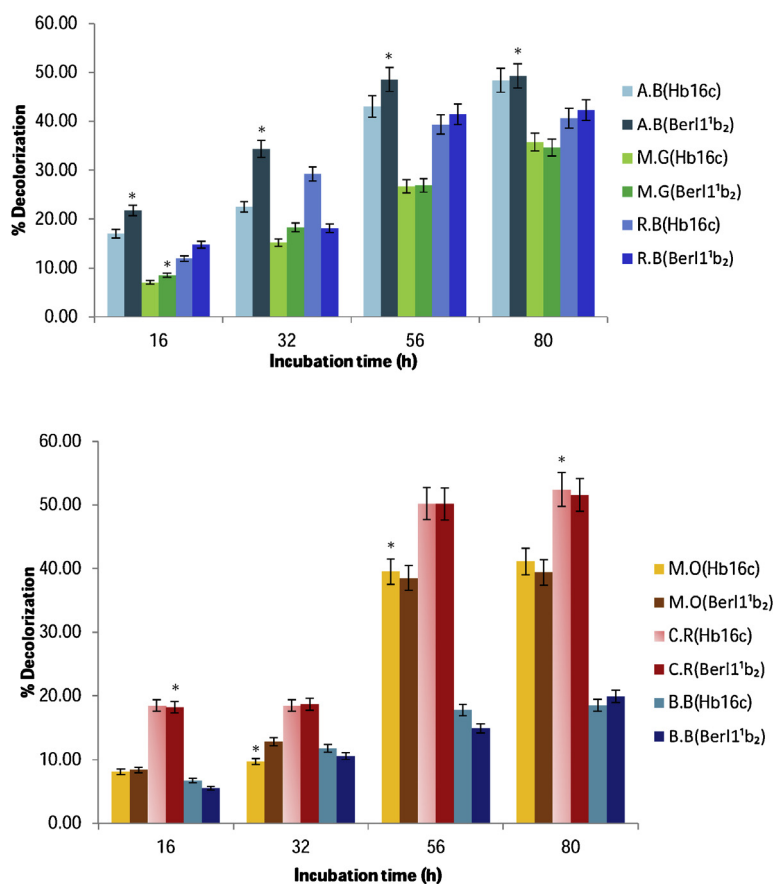 60.00
50.00
40.00
30.00
20.00
10.00
0.00
% Decolorization
* * * * *
*
16 32 56 80
Incubation time (h)
A.B(Hb16c)
A.B(Berl1¹b₂)
M.G(Hb16c)
M.G(Berl1¹b₂)
R.B(Hb16c)
R.B(Berl1¹b₂)
60.00
50.00
40.00
30.00
20.00
10.00
0.00
% Decolorization
* * * *
16 32 56 80
Incubation time (h)
M.O(Hb16c)
M.O(Berl1¹b₂)
C.R(Hb16c)
C.R(Berl1¹b₂)
B.B(Hb16c)
B.B(Berl1¹b₂)